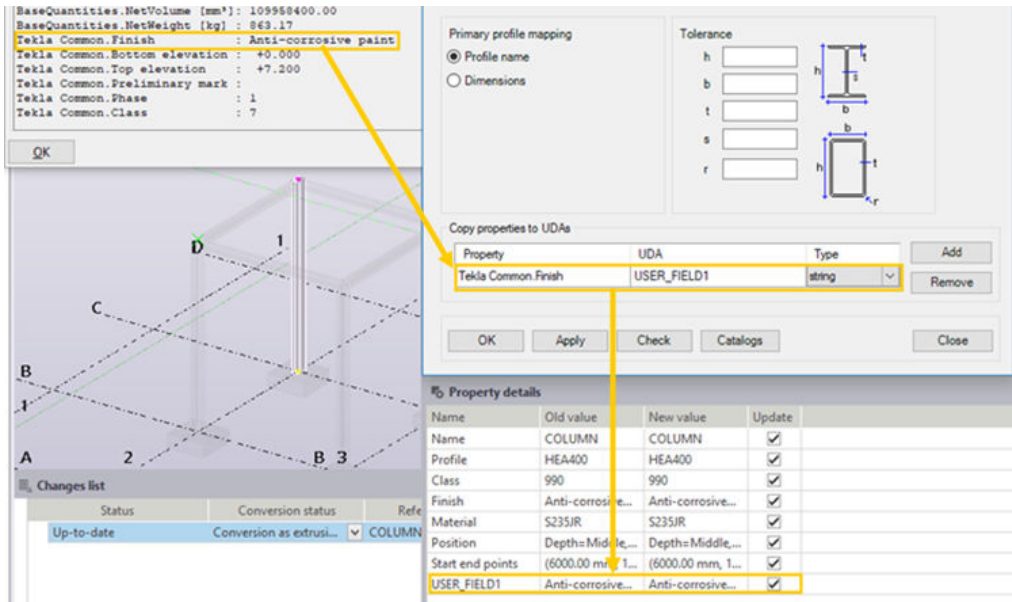 BaseQuantities.NetVolume [mm³]: 109958400.00
BaseQuantities.NetWeight [kg] : 863.17
Tekla Common.Finish : Anti-corrosive paint
Tekla Common.Bottom elevation : +0.000
Tekla Common.Top elevation : +7.200
Tekla Common.Preliminary mark :
Tekla Common.Phase : 1
Tekla Common.Class : 7
OK
Primary profile mapping
Profile name
Dimensions
Tolerance
h
b
t
s
r
h t s b
b h t r
Copy properties to UDAs
Property UDA Type
Tekla Common.Finish USER_FIELD1 string
Add
Remove
OK Apply Check Catalogs Close
D 1
C
B
1
A 2 B 3
Changes list
Status Conversion status Refe
Up-to-date Conversion as extrusi... COLUMN
Property details
Name Old value New value Update
Name COLUMN COLUMN
Profile HEA400 HEA400
Class 990 990
Finish Anti-corrosive... Anti-corrosive...
Material S235JR S235JR
Position Depth=Middle,... Depth=Middle,...
Start end points (6000.00 mm, 1... (6000.00 mm, 1...
USER_FIELD1 Anti-corrosive... Anti-corrosive...